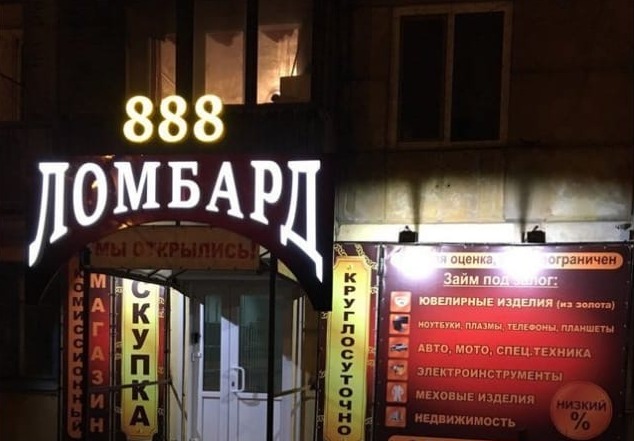 888
ЛОМБАРД
МЫ ОТКРЫЛИСЬ!
КОМИССИОННЫЙ
МАГАЗИН
СКУПКА
КРУГЛОСУТОЧНО
оценка, ограничен
Займ под залог:
ЮВЕЛИРНЫЕ ИЗДЕЛИЯ (из золота)
НОУТБУКИ, ПЛАЗМЫ, ТЕЛЕФОНЫ, ПЛАНШЕТЫ
АВТО, МОТО, СПЕЦ.ТЕХНИКА
ЭЛЕКТРОИНСТРУМЕНТЫ
МЕХОВЫЕ ИЗДЕЛИЯ
НЕДВИЖИМОСТЬ
НИЗКИЙ
%